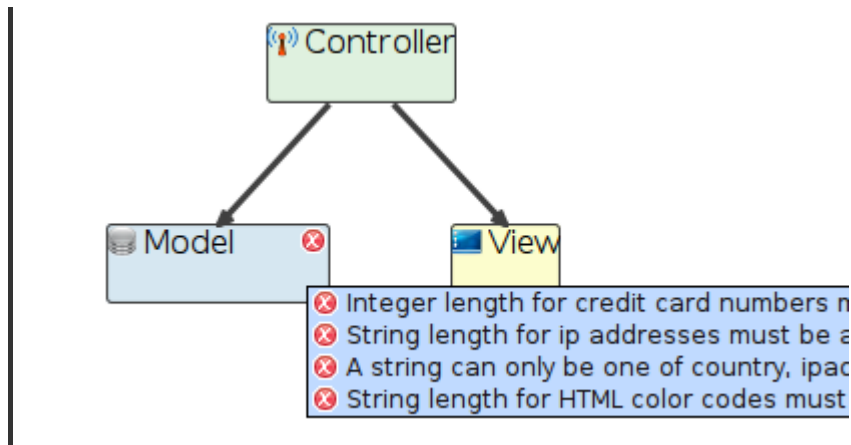 Controller
Model
View
Integer length for credit card numbers
String length for ip addresses must be a
A string can only be one of country, ipac
String length for HTML color codes must